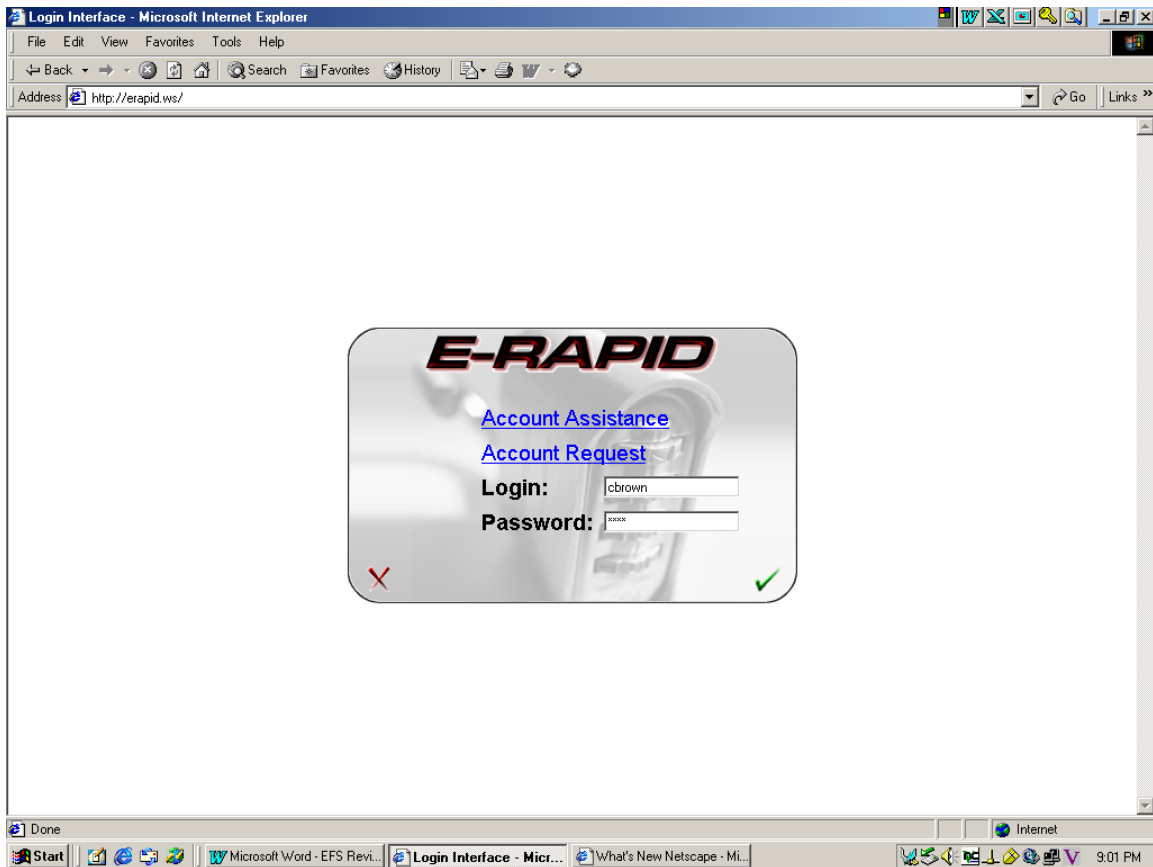 Login Interface - Microsoft Internet Explorer
File Edit View Favorites Tools Help
Back Search Favorites History
Address http://erapid.ws/ Go Links »
E-RAPID
Account Assistance
Account Request
Login: cbrown
Password: ****
Done Internet
Start Microsoft Word - EFS Revi... Login Interface - Micr... What's New Netscape - Mi... 9:01 PM